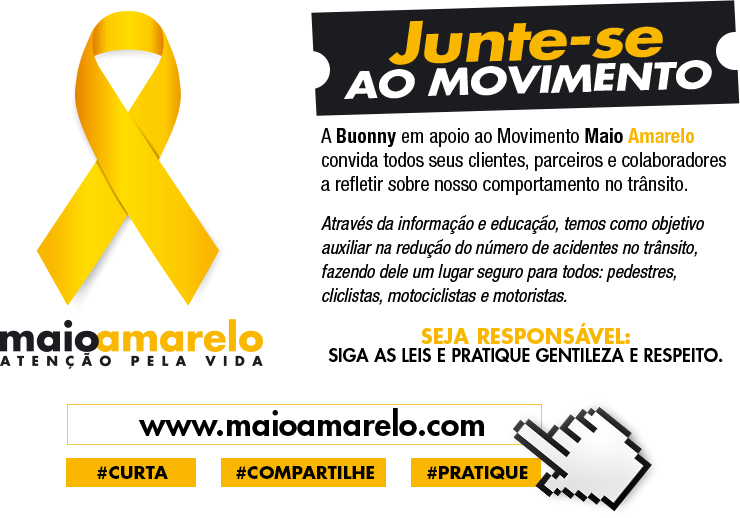 Junte-se
AO MOVIMENTO
A Buonny em apoio ao Movimento Maio Amarelo
convida todos seus clientes, parceiros e colaboradores
a refletir sobre nosso comportamento no trânsito.
Através da informação e educação, temos como objetivo
auxiliar na redução do número de acidentes no trânsito,
fazendo dele um lugar seguro para todos: pedestres,
cliclistas, motociclistas e motoristas.
maioamarelo
ATENÇÃO PELA VIDA
SEJA RESPONSÁVEL:
SIGA AS LEIS E PRATIQUE GENTILEZA E RESPEITO.
www.maioamarelo.com
#CURTA
#COMPARTILHE
#PRATIQUE